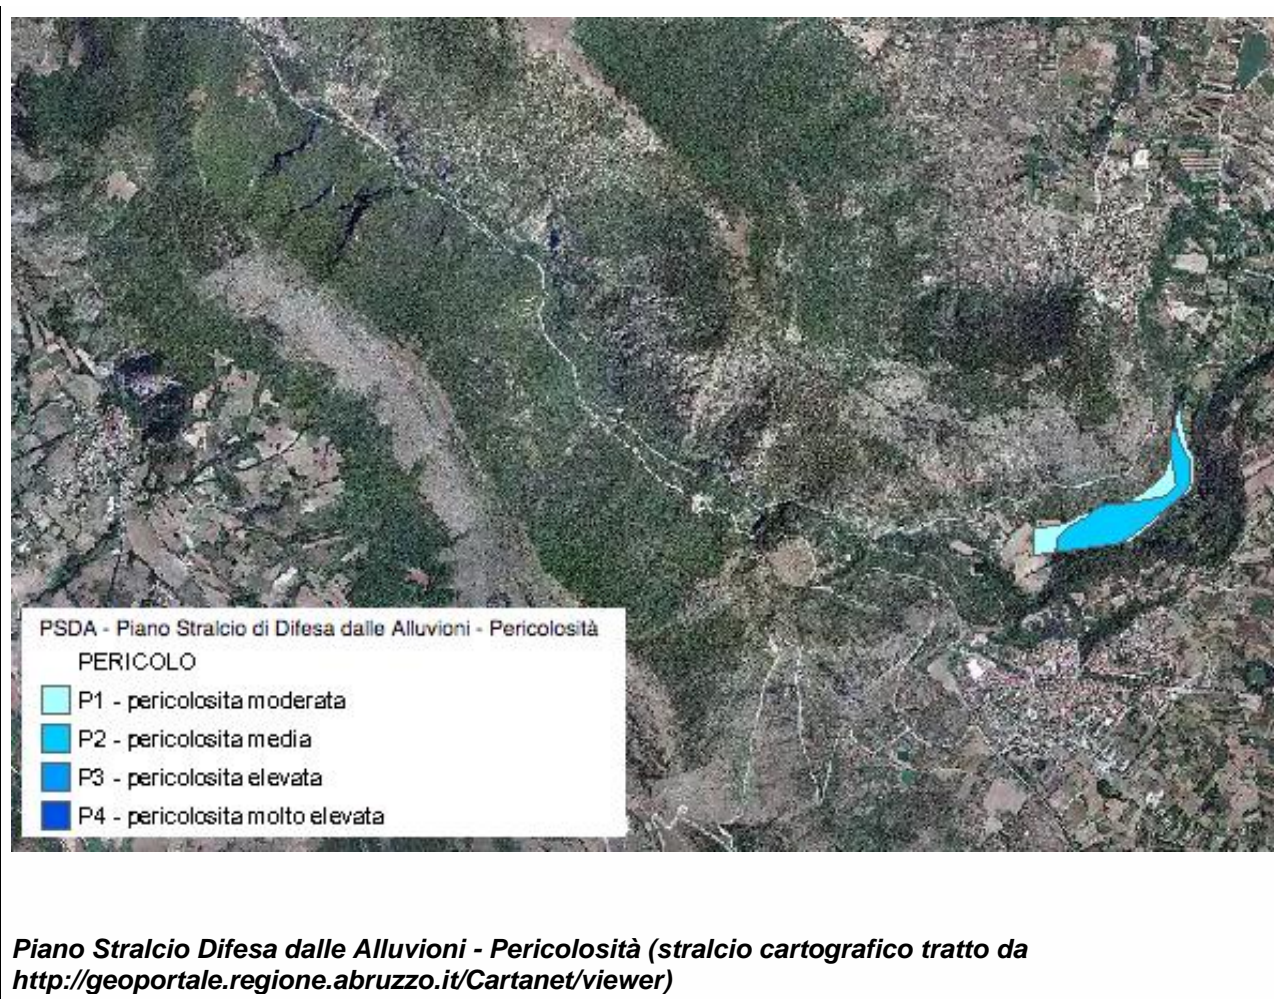 PSDA - Piano Stralcio di Difesa dalle Alluvioni - Pericolosità
PERICOLO
P1 - pericolosita moderata
P2 - pericolosita media
P3 - pericolosita elevata
P4 - pericolosita molto elevata
Piano Stralcio Difesa dalle Alluvioni - Pericolosità (stralcio cartografico tratto da
http://geoportale.regione.abruzzo.it/Cartanet/viewer)